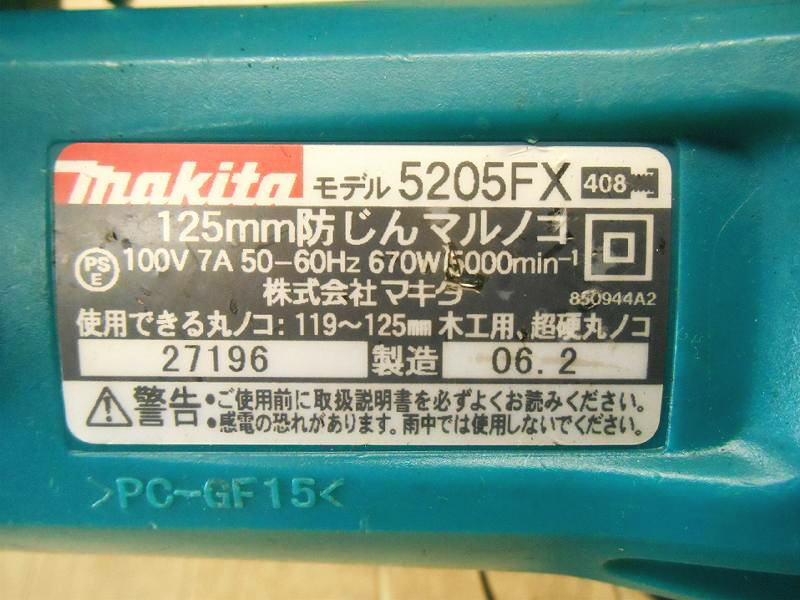 makita モデル 5205FX 408
125mm防じんマルノコ
PS E 100V 7A 50-60Hz 670W 5000min⁻¹
株式会社 マキタ 850944A2
使用できる丸ノコ: 119～125mm 木工用、超硬丸ノコ
27196 製造 06. 2
警告 •ご使用前に取扱説明書を必ずよくお読みください。
•感電の恐れがあります。雨中では使用しないでください。
>PC-GF15<